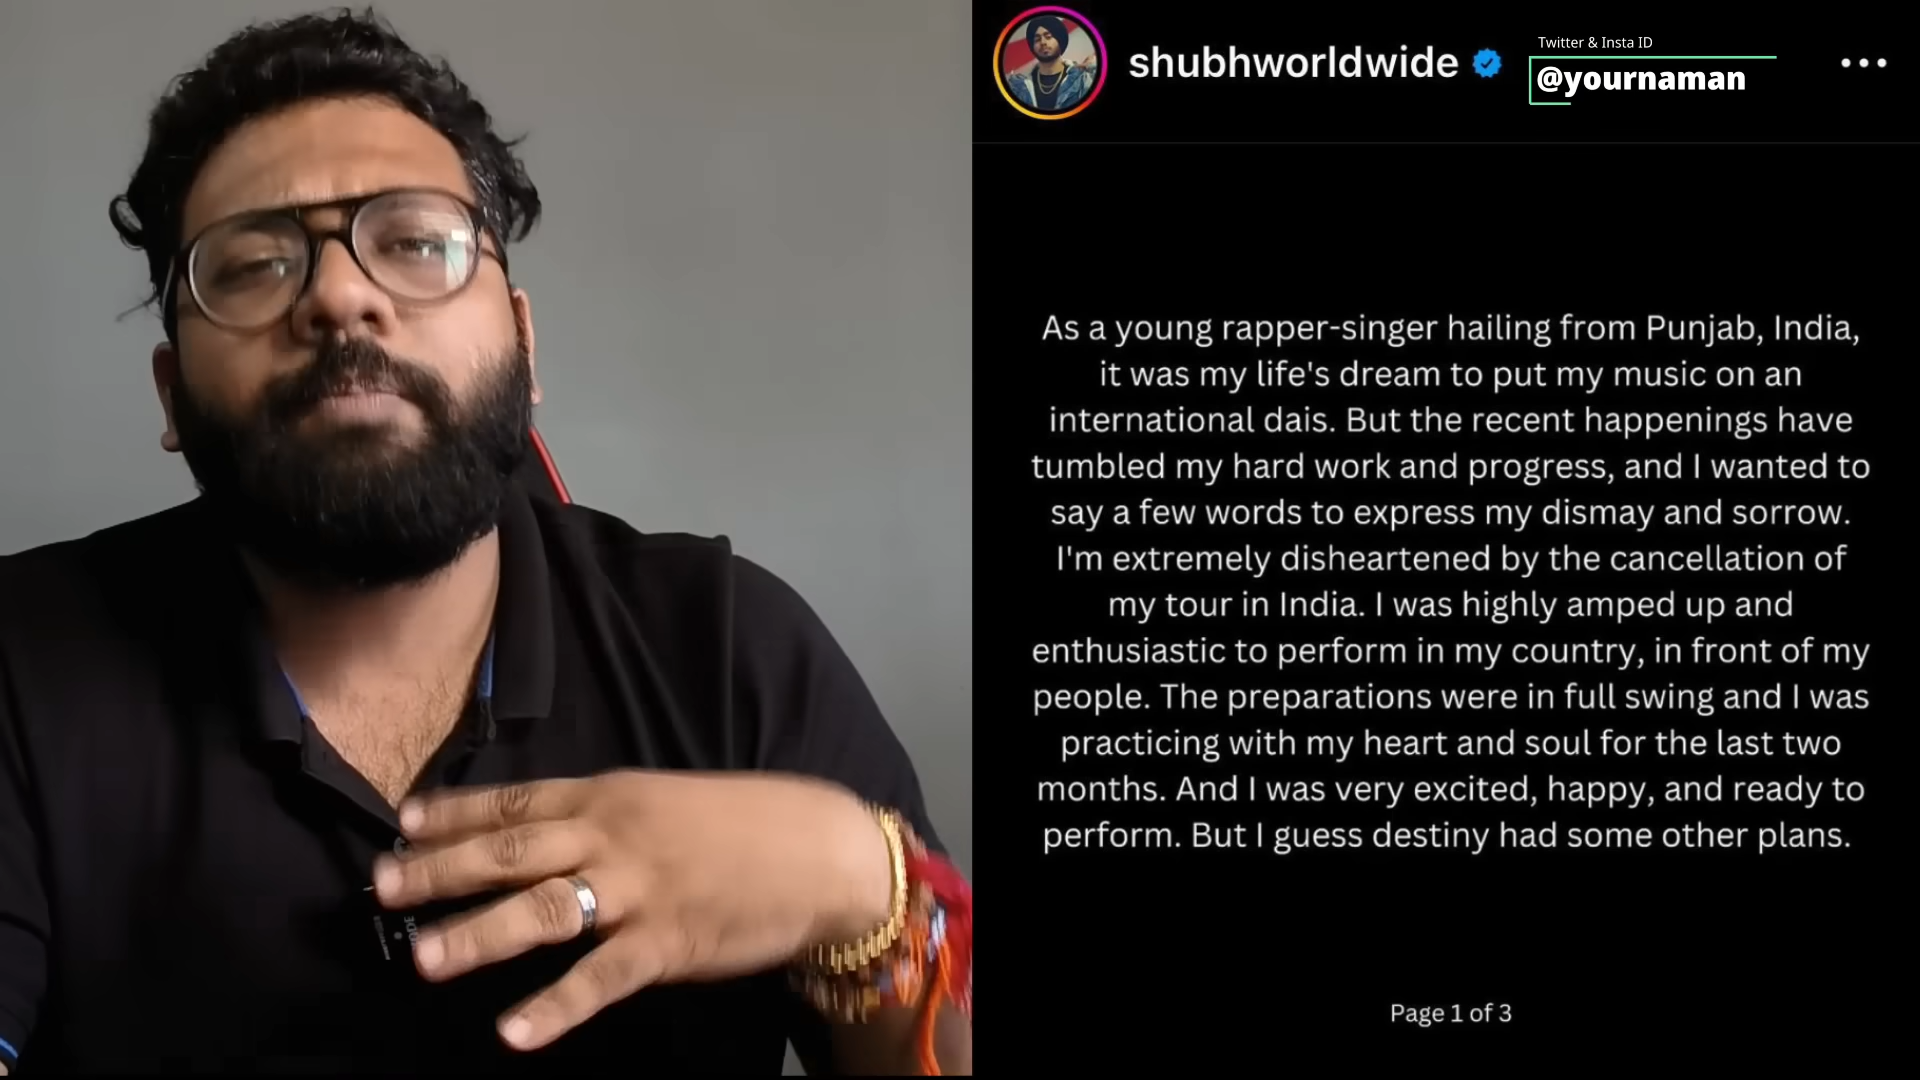 shubhworldwide
Twitter & Insta ID
@yournaman
As a young rapper-singer hailing from Punjab, India,
it was my life's dream to put my music on an
international dais. But the recent happenings have
tumbled my hard work and progress, and I wanted to
say a few words to express my dismay and sorrow.
I'm extremely disheartened by the cancellation of
my tour in India. I was highly amped up and
enthusiastic to perform in my country, in front of my
people. The preparations were in full swing and I was
practicing with my heart and soul for the last two
months. And I was very excited, happy, and ready to
perform. But I guess destiny had some other plans.
Page 1 of 3